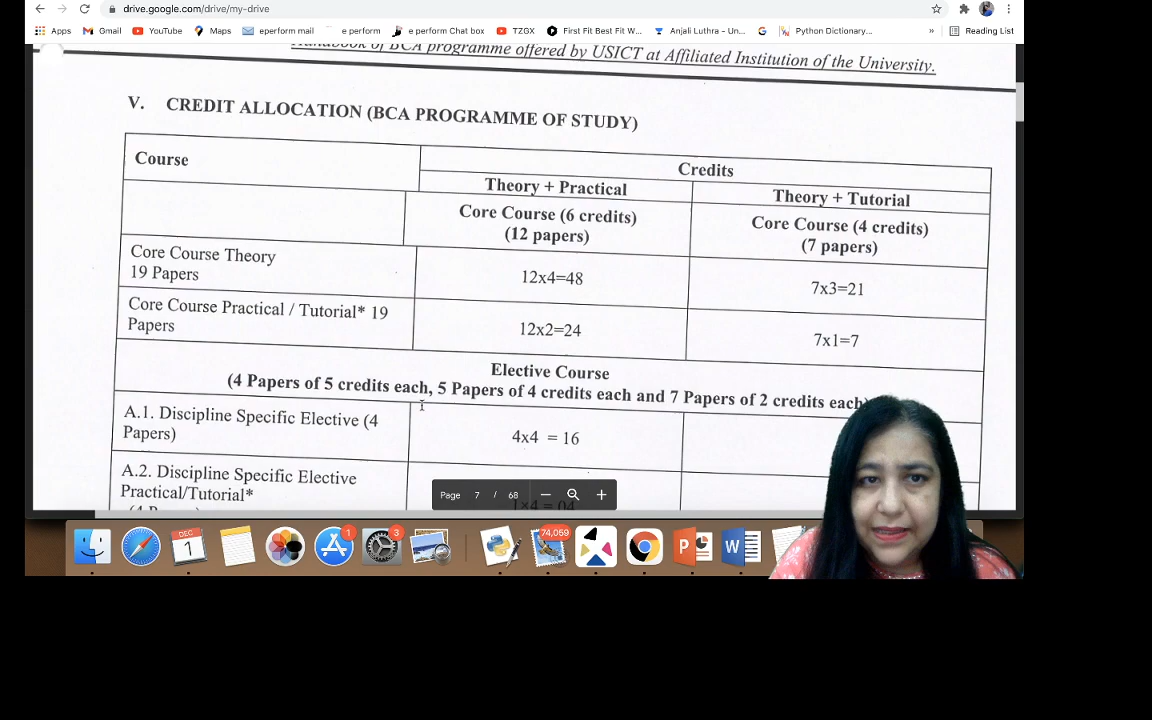 drive.google.com/drive/my-drive
Apps Gmail YouTube Maps eperform mail e perform e perform Chat box TZGX First Fit Best Fit W... Anjali Luthra - Un... Python Dictionary... » Reading List
Handbook of BCA programme offered by USICT at Affiliated Institution of the University.
V. CREDIT ALLOCATION (BCA PROGRAMME OF STUDY)
Course
Credits
Theory + Practical
Theory + Tutorial
Core Course (6 credits)
(12 papers)
Core Course (4 credits)
(7 papers)
Core Course Theory
19 Papers
12x4=48
7x3=21
Core Course Practical / Tutorial* 19
Papers
12x2=24
7x1=7
Elective Course
(4 Papers of 5 credits each, 5 Papers of 4 credits each and 7 Papers of 2 credits each)
A.1. Discipline Specific Elective (4
Papers)
4x4 = 16
A.2. Discipline Specific Elective
Practical/Tutorial*
Page 7 / 68
DEC
1
1
3
74,059
P
W